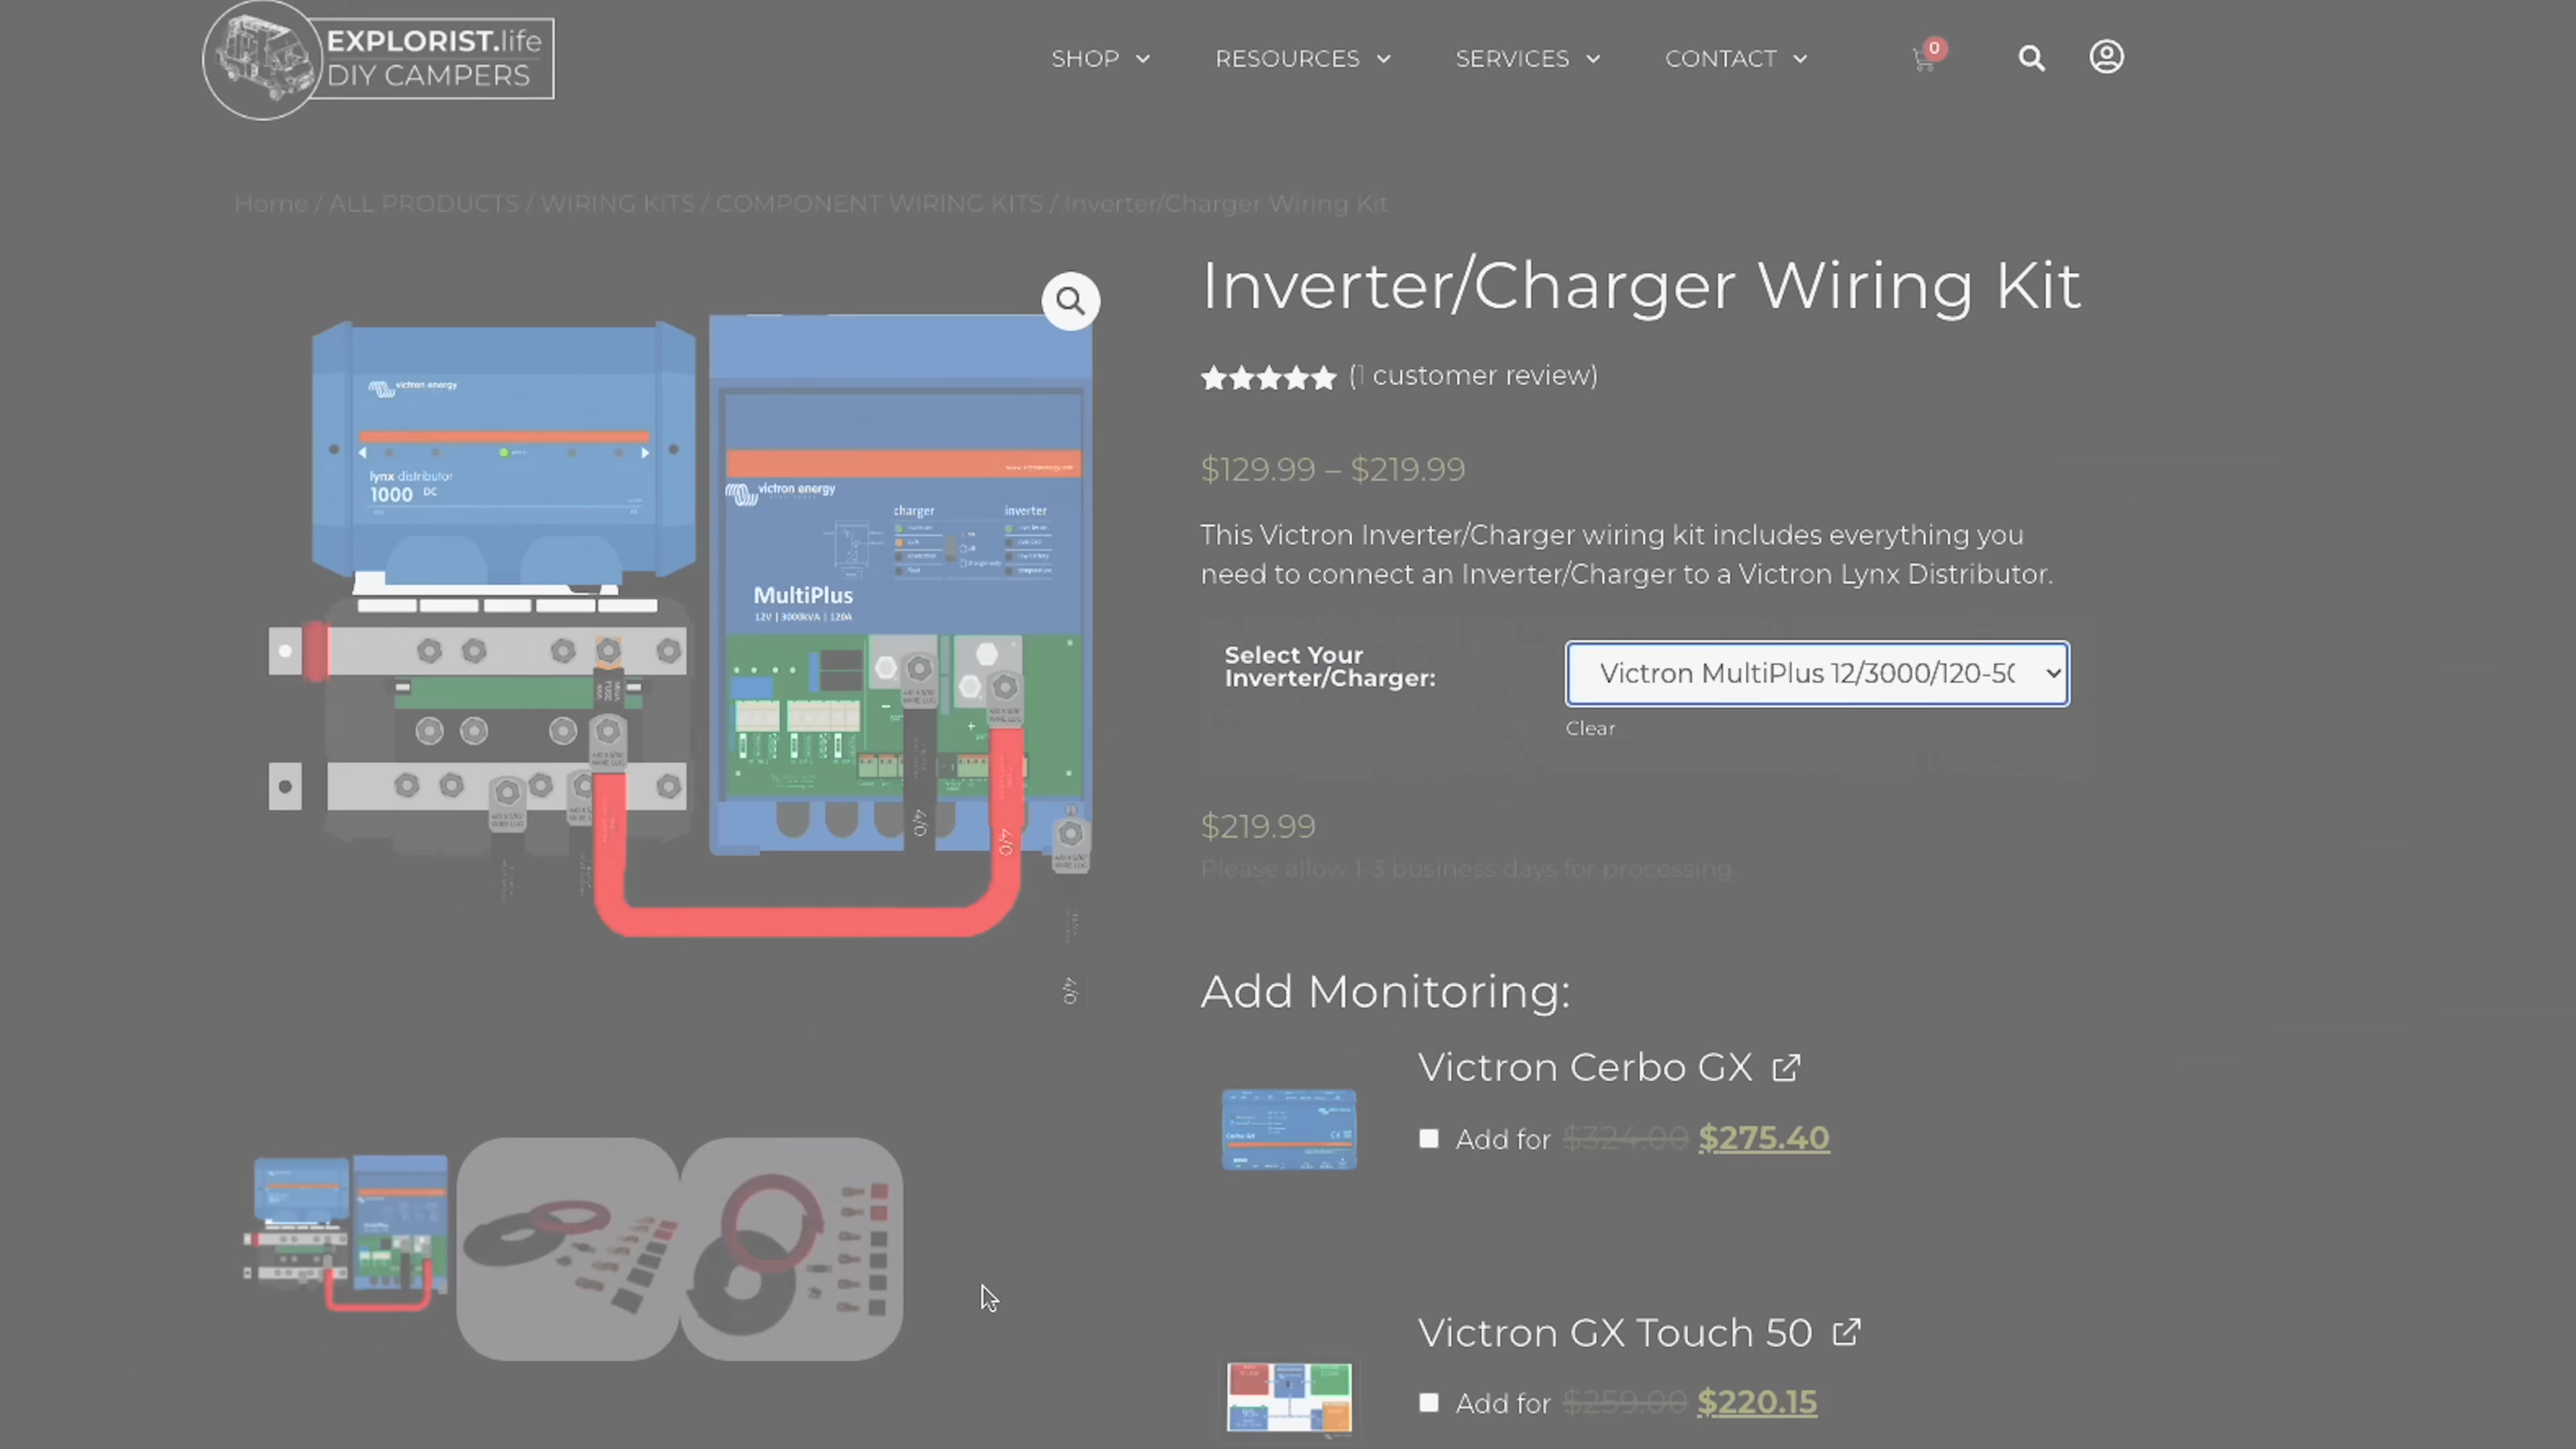 EXPLORIST.life
DIY CAMPERS
SHOP
RESOURCES
SERVICES
CONTACT
0
Home / ALL PRODUCTS / WIRING KITS / COMPONENT WIRING KITS / Inverter/Charger Wiring Kit
Inverter/Charger Wiring Kit
(1 customer review)
$129.99 – $219.99
This Victron Inverter/Charger wiring kit includes everything you
need to connect an Inverter/Charger to a Victron Lynx Distributor.
Select Your
Inverter/Charger:
Victron MultiPlus 12/3000/120-50
Clear
$219.99
Please allow 1-3 business days for processing
Add Monitoring:
Victron Cerbo GX
Add for $324.00 $275.40
Victron GX Touch 50
Add for $259.00 $220.15
victron energy
lynx distributor
1000 DC
victron energy
charger
inverter
MultiPlus
12V | 3000kVA | 120A
4/0
4/0
4/0